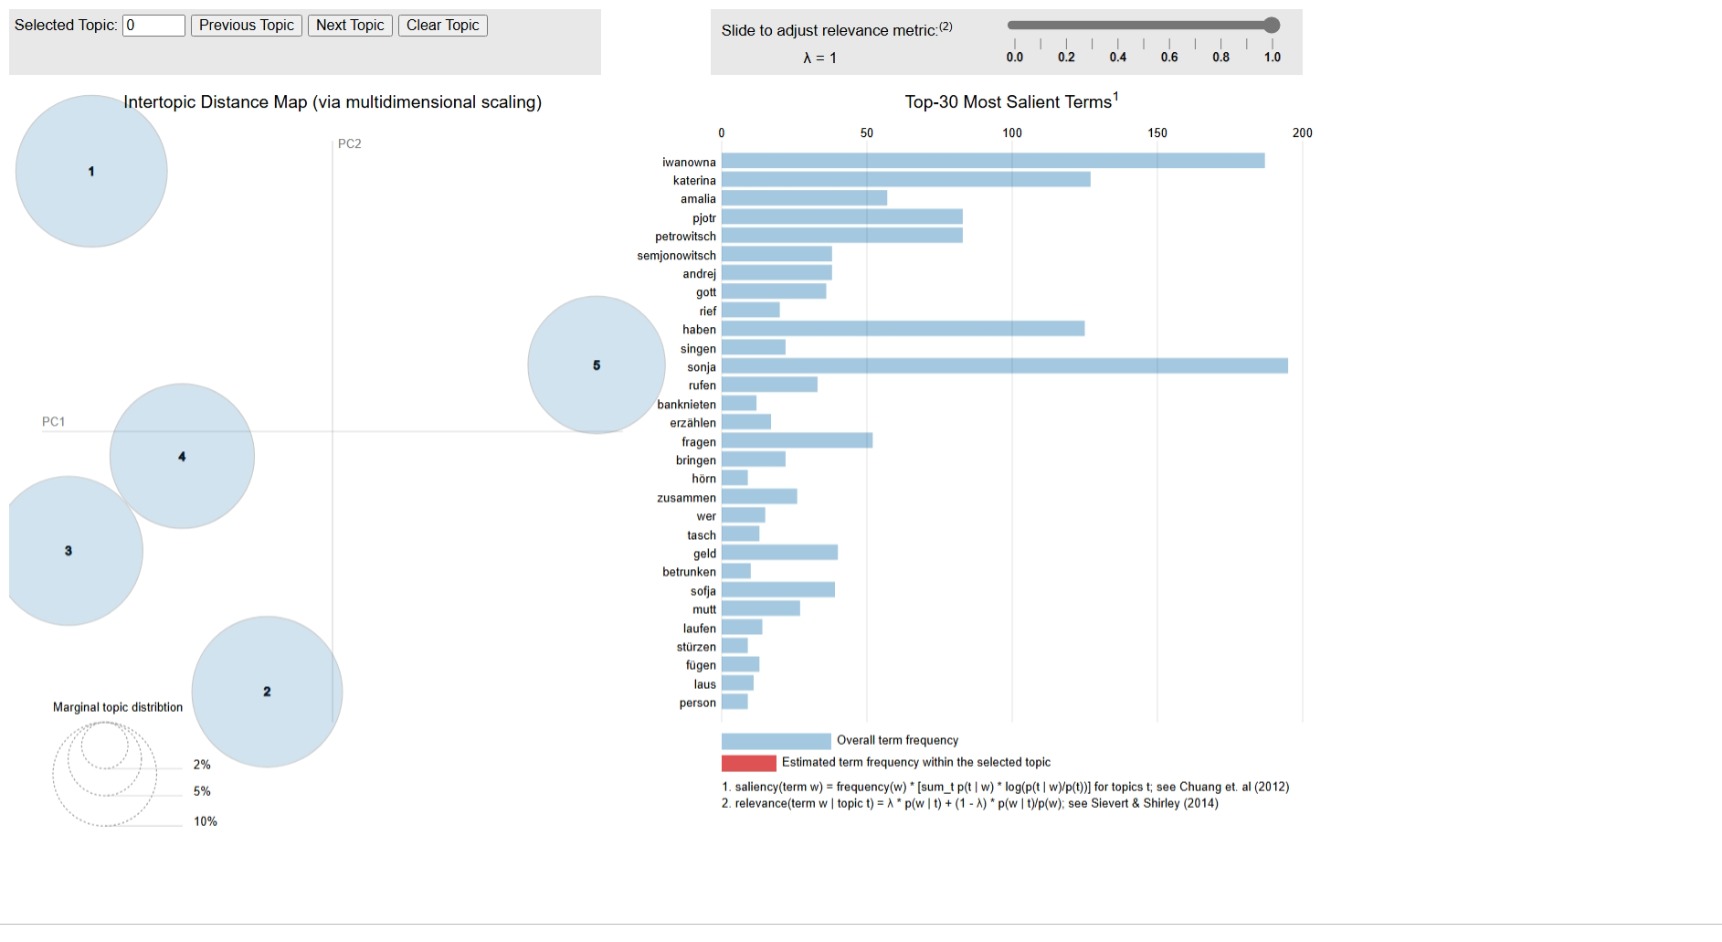 Selected Topic: 0 Previous Topic Next Topic Clear Topic
Slide to adjust relevance metric:(2)
λ = 1
0.0 0.2 0.4 0.6 0.8 1.0
Intertopic Distance Map (via multidimensional scaling)
PC2
PC1
1
5
4
3
2
Marginal topic distribtion
2%
5%
10%
Top-30 Most Salient Terms1
0 50 100 150 200
iwanowna
katerina
amalia
pjotr
petrowitsch
semjonowitsch
andrej
gott
rief
haben
singen
sonja
rufen
banknieten
erzählen
fragen
bringen
hörn
zusammen
wer
tasch
geld
betrunken
sofja
mutt
laufen
stürzen
fügen
laus
person
Overall term frequency
Estimated term frequency within the selected topic
1. saliency(term w) = frequency(w) * [sum_t p(t | w) * log(p(t | w)/p(t))] for topics t; see Chuang et. al (2012)
2. relevance(term w | topic t) = λ * p(w | t) + (1 - λ) * p(w | t)/p(w); see Sievert & Shirley (2014)